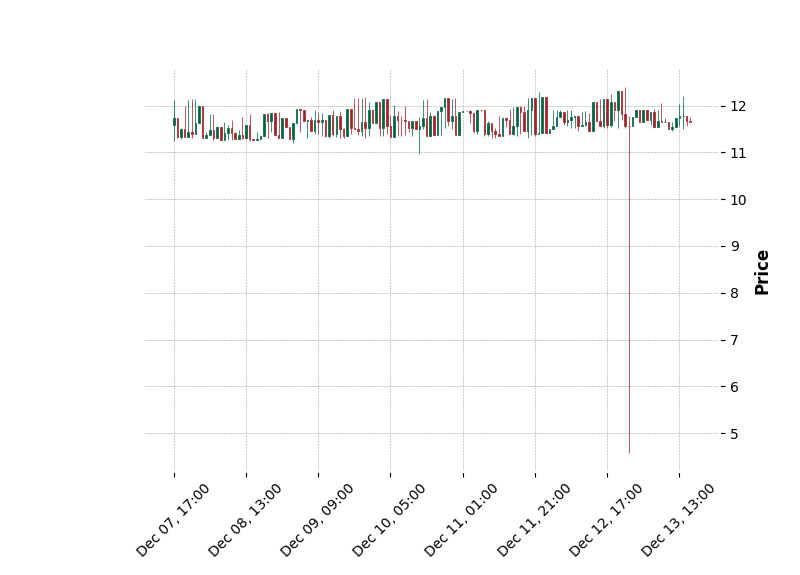 12
11
10
9
8
7
6
5
Price
Dec 07, 17:00
Dec 08, 13:00
Dec 09, 09:00
Dec 10, 05:00
Dec 11, 01:00
Dec 11, 21:00
Dec 12, 17:00
Dec 13, 13:00